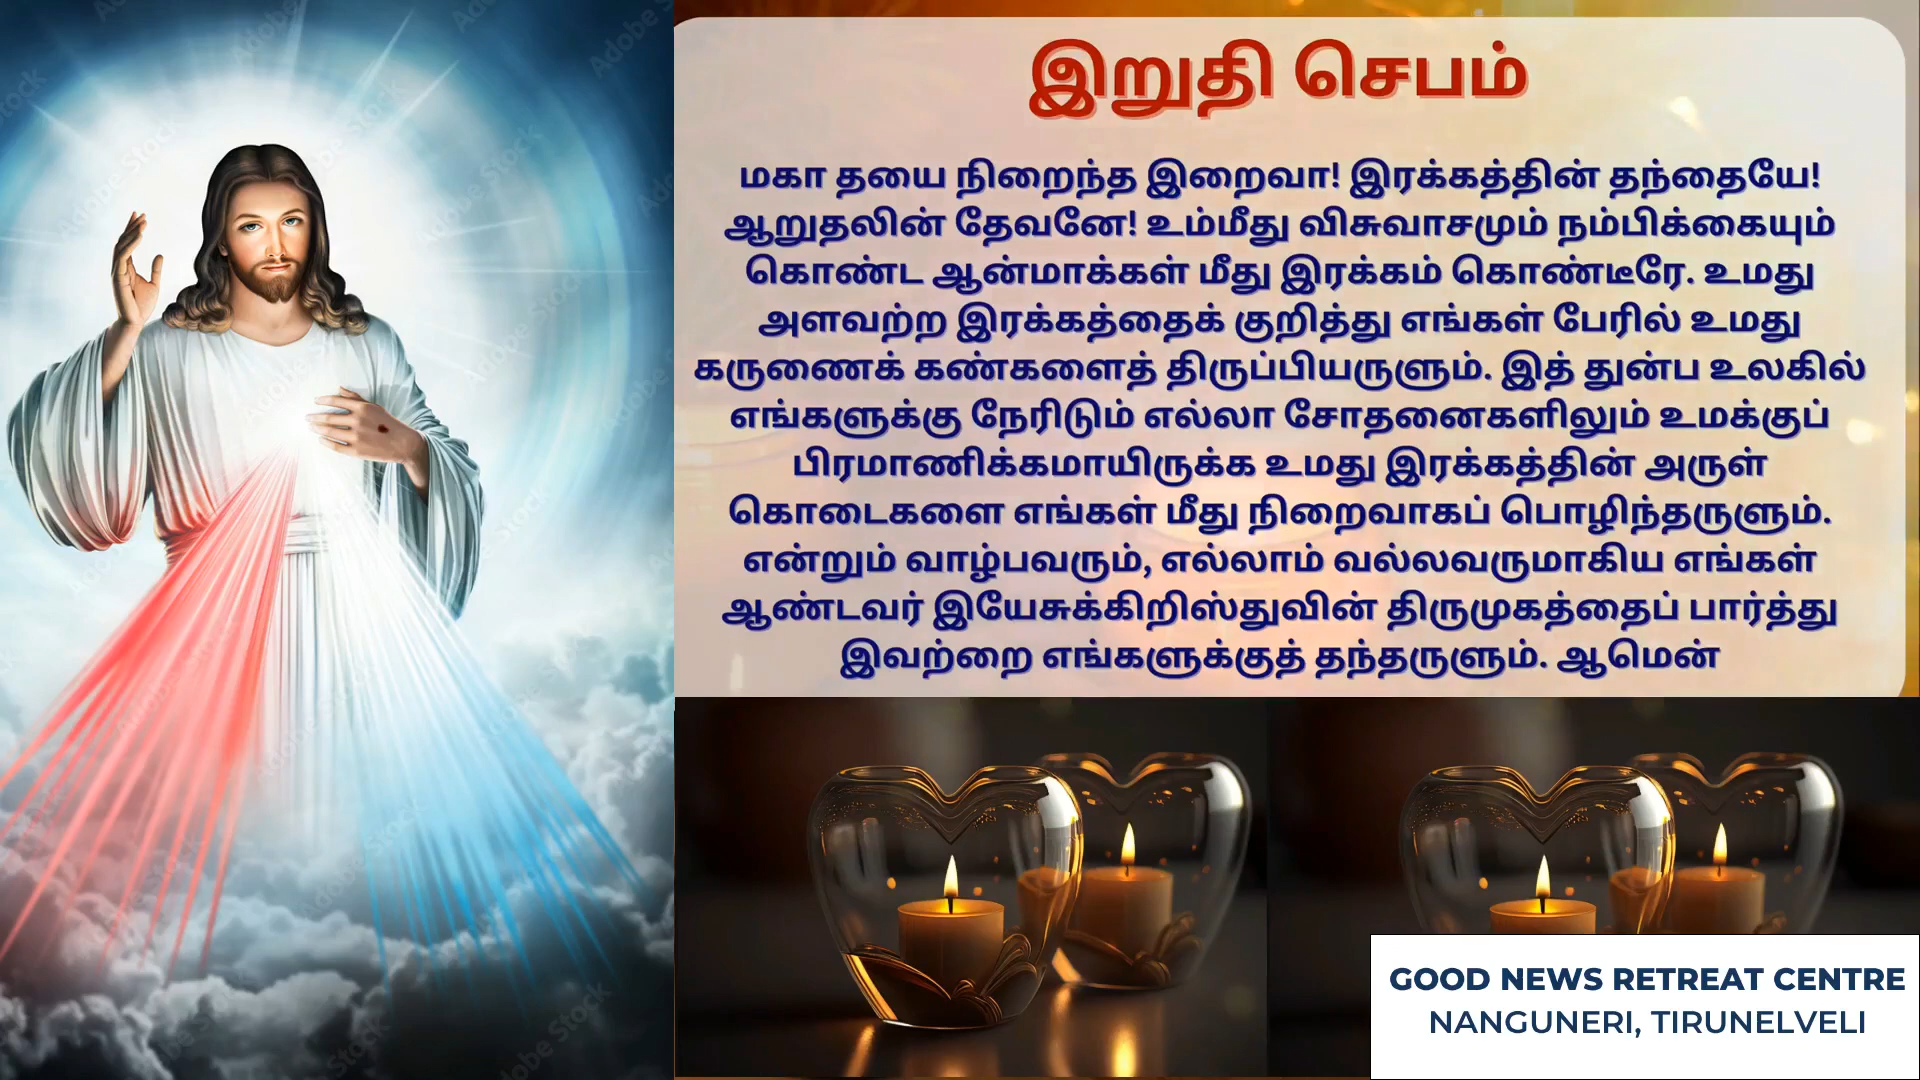 இறுதி செபம்
மகா தயை நிறைந்த இறைவா! இரக்கத்தின் தந்தையே!
ஆறுதலின் தேவனே! உம்மீது விசுவாசமும் நம்பிக்கையும்
கொண்ட ஆன்மாக்கள் மீது இரக்கம் கொண்டீரே. உமது
அளவற்ற இரக்கத்தைக் குறித்து எங்கள் பேரில் உமது
கருணைக் கண்களைத் திருப்பியருளும். இத் துன்ப உலகில்
எங்களுக்கு நேரிடும் எல்லா சோதனைகளிலும் உமக்குப்
பிரமாணிக்கமாயிருக்க உமது இரக்கத்தின் அருள்
கொடைகளை எங்கள் மீது நிறைவாகப் பொழிந்தருளும்.
என்றும் வாழ்பவரும், எல்லாம் வல்லவருமாகிய எங்கள்
ஆண்டவர் இயேசுக்கிறிஸ்துவின் திருமுகத்தைப் பார்த்து
இவற்றை எங்களுக்குத் தந்தருளும். ஆமென்
GOOD NEWS RETREAT CENTRE
NANGUNERI, TIRUNELVELI
Adobe Stock